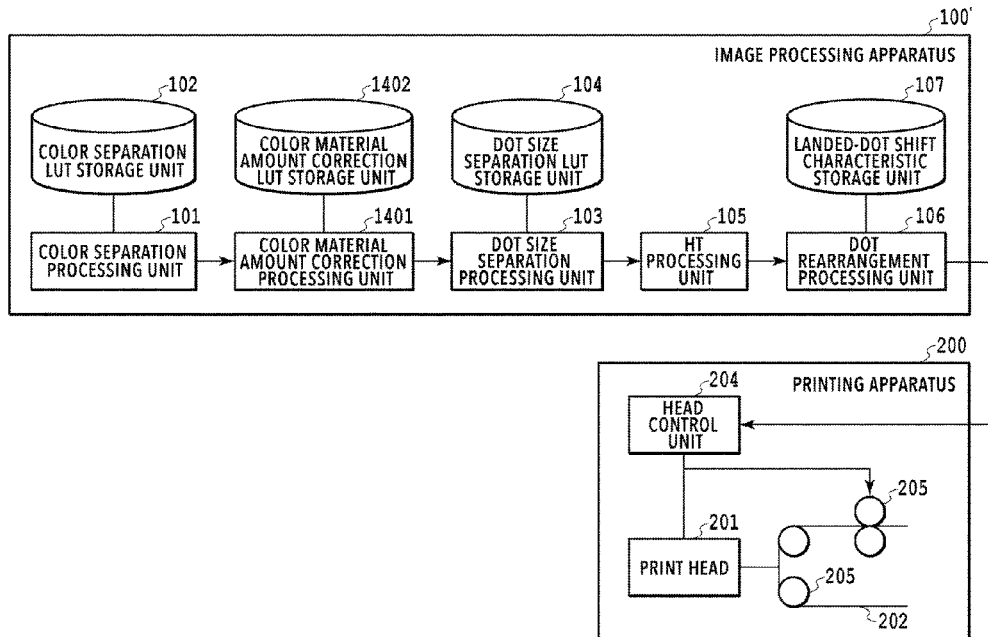 100'
IMAGE PROCESSING APPARATUS
102
1402
104
107
COLOR SEPARATION
LUT STORAGE UNIT
COLOR MATERIAL
AMOUNT CORRECTION
LUT STORAGE UNIT
DOT SIZE
SEPARATION LUT
STORAGE UNIT
LANDED-DOT SHIFT
CHARACTERISTIC
STORAGE UNIT
101
1401
103
105
106
COLOR SEPARATION
PROCESSING UNIT
COLOR MATERIAL
AMOUNT CORRECTION
PROCESSING UNIT
DOT SIZE
SEPARATION
PROCESSING UNIT
HT
PROCESSING
UNIT
DOT
REARRANGEMENT
PROCESSING UNIT
200
PRINTING APPARATUS
204
HEAD
CONTROL
UNIT
205
201
PRINT HEAD
205
202